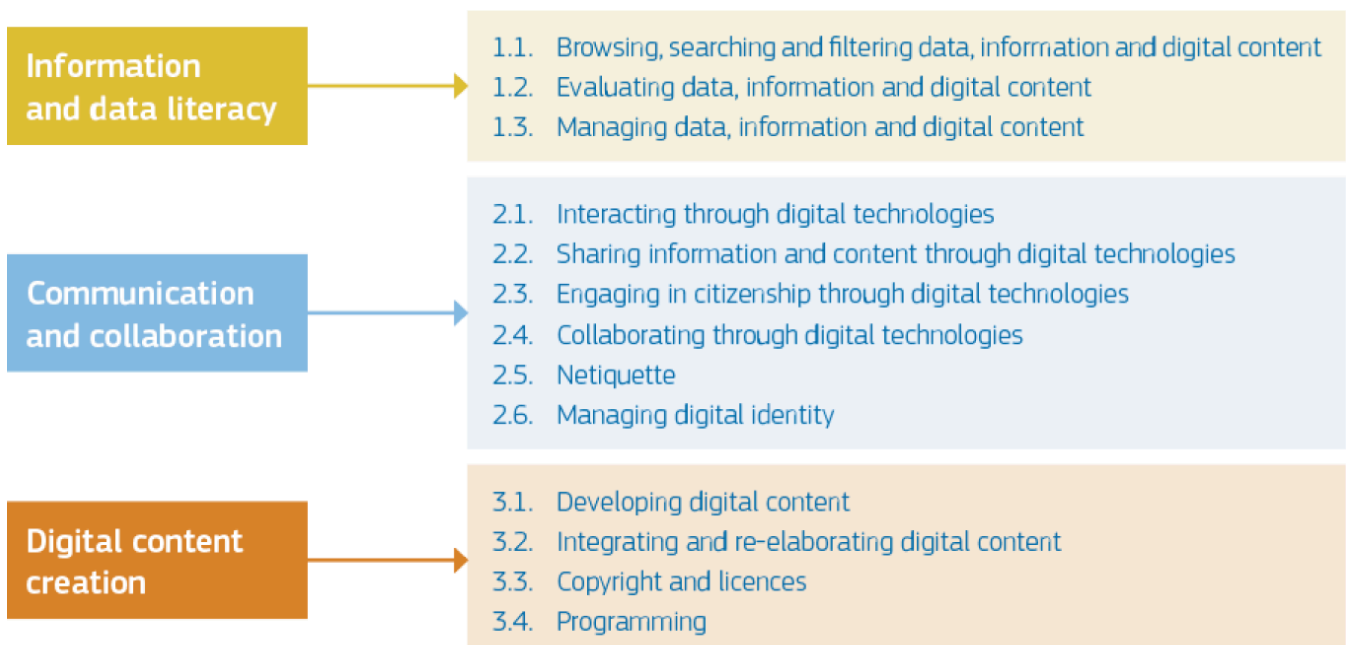 Information
and data literacy
1.1. Browsing, searching and filtering data, information and digital content
1.2. Evaluating data, information and digital content
1.3. Managing data, information and digital content
Communication
and collaboration
2.1. Interacting through digital technologies
2.2. Sharing information and content through digital technologies
2.3. Engaging in citizenship through digital technologies
2.4. Collaborating through digital technologies
2.5. Netiquette
2.6. Managing digital identity
Digital content
creation
3.1. Developing digital content
3.2. Integrating and re-elaborating digital content
3.3. Copyright and licences
3.4. Programming